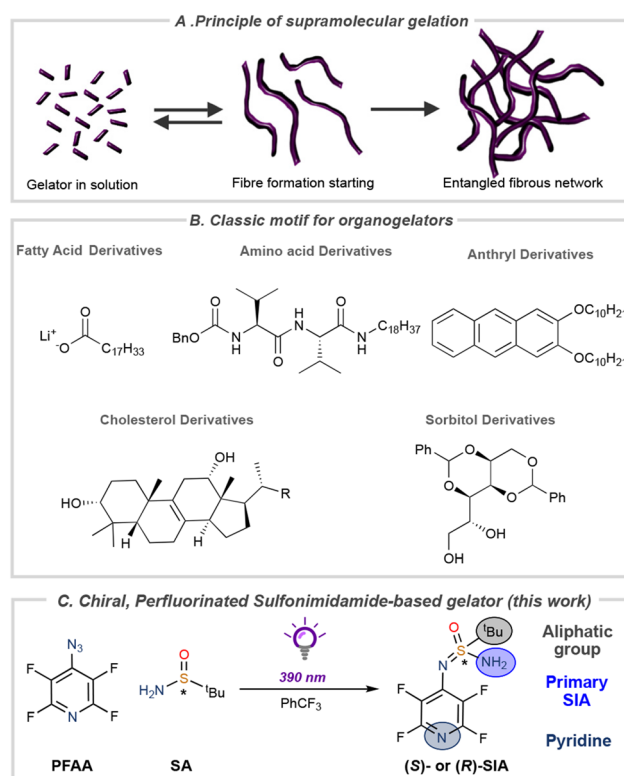 A .Principle of supramolecular gelation
Gelator in solution
Fibre formation starting
Entangled fibrous network
B. Classic motif for organogelators
Fatty Acid Derivatives
Amino acid Derivatives
Anthryl Derivatives
Li+
O
-O
C17H33
BnO
O
N
H
O
H
N
O
N
H
C18H37
OC10H21
OC10H21
Cholesterol Derivatives
Sorbitol Derivatives
HO
OH
H
H
R
Ph
O
O
O
O
Ph
OH
OH
C. Chiral, Perfluorinated Sulfonimidamide-based gelator (this work)
N3
F
F
F
F
N
PFAA
O
H2N
S
*
tBu
SA
390 nm
PhCF3
O
tBu
S
*
NH2
N
F
F
F
F
N
(S)- or (R)-SIA
Aliphatic
group
Primary
SIA
Pyridine